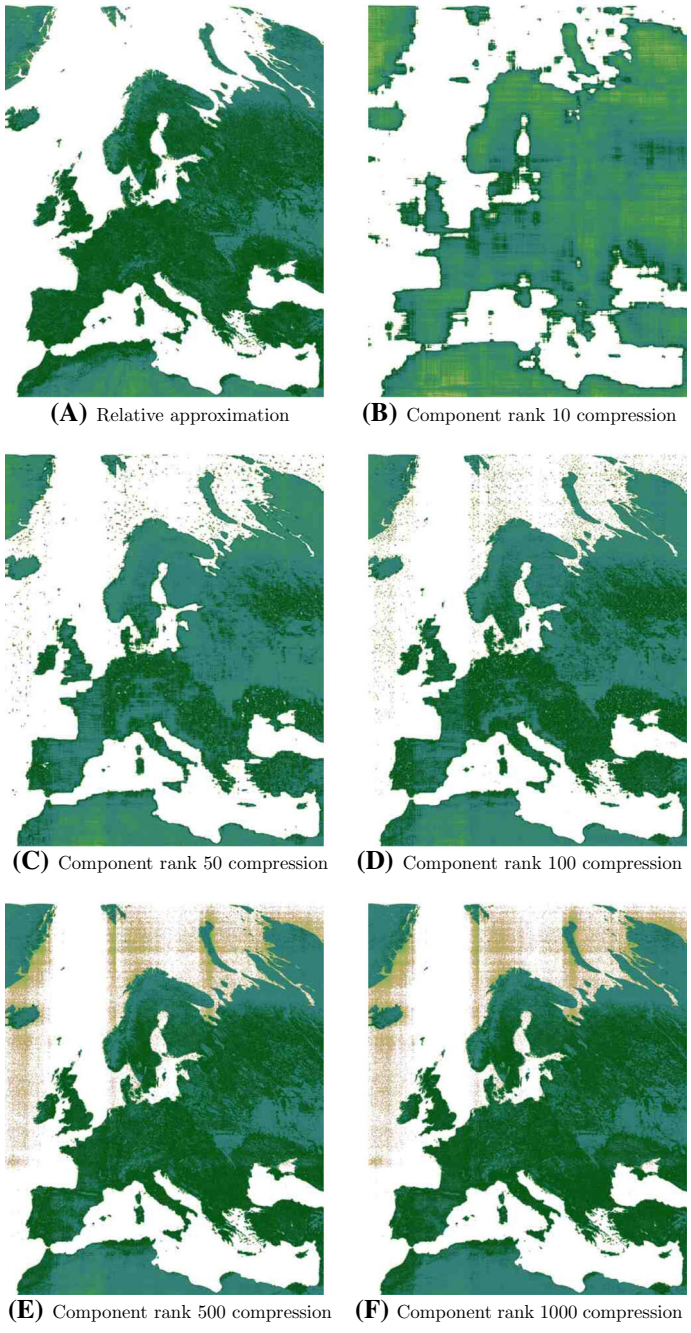 (A) Relative approximation
(B) Component rank 10 compression
(C) Component rank 50 compression
(D) Component rank 100 compression
(E) Component rank 500 compression
(F) Component rank 1000 compression